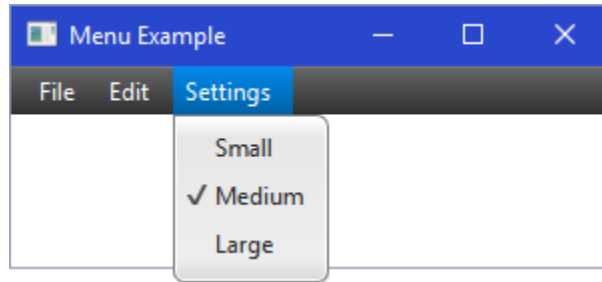 Menu Example
File Edit Settings
Small
✓ Medium
Large